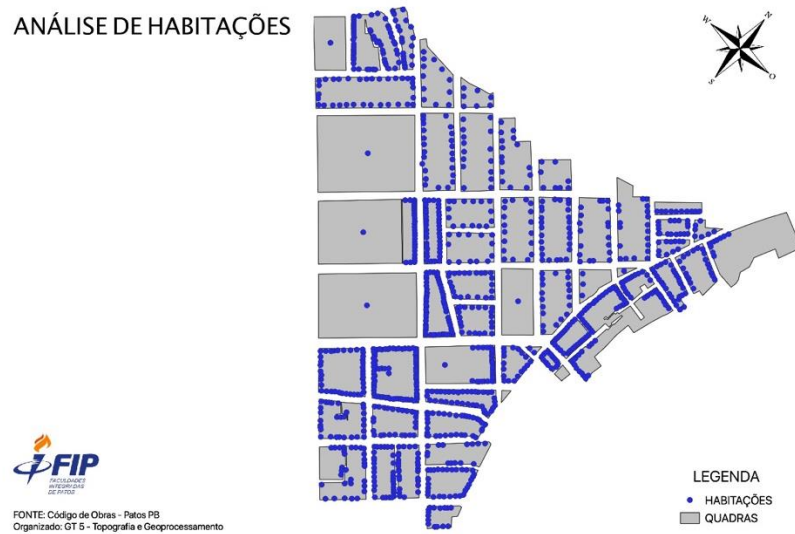 ANÁLISE DE HABITAÇÕES
N
W
S
O
FIP
FACULDADES
INTEGRADAS
DE PATOS
LEGENDA
HABITAÇÕES
QUADRAS
FONTE: Código de Obras - Patos PB
Organizado: GT 5 - Topografia e Geoprocessamento